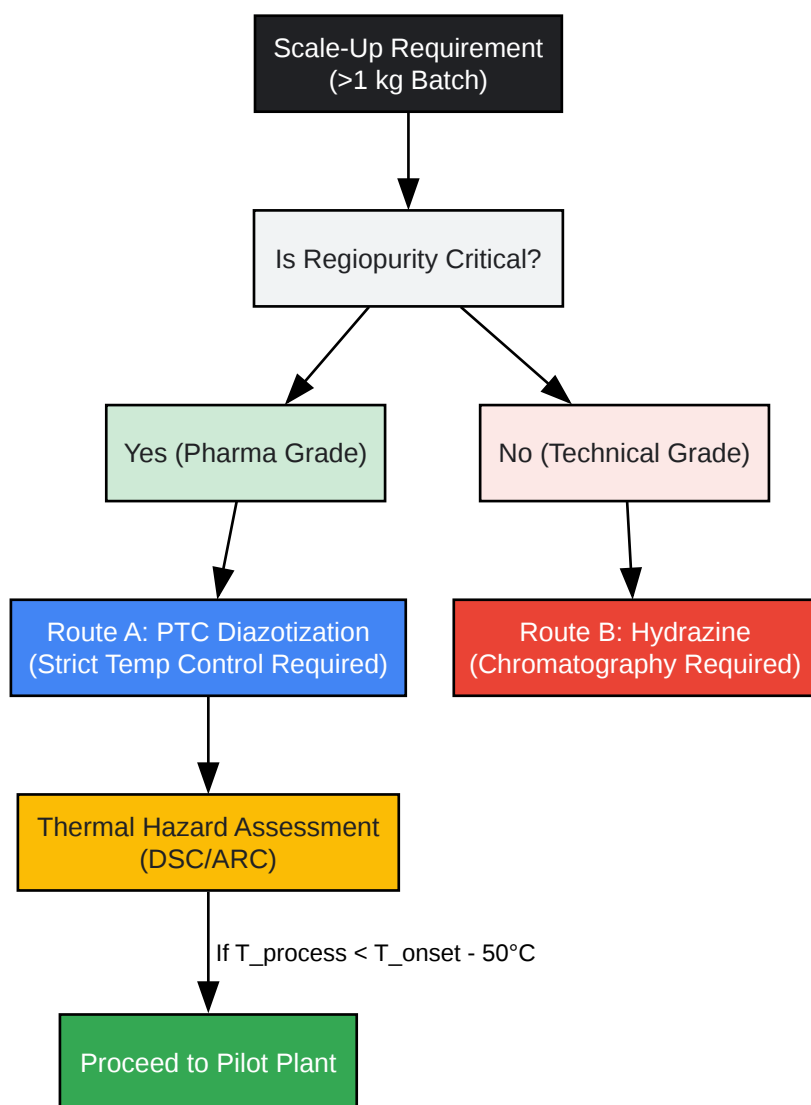 Scale-Up Requirement
(>1 kg Batch)
Is Regiopurity Critical?
Yes (Pharma Grade)
No (Technical Grade)
Route A: PTC Diazotization
(Strict Temp Control Required)
Route B: Hydrazine
(Chromatography Required)
Thermal Hazard Assessment
(DSC/ARC)
If T_process < T_onset - 50°C
Proceed to Pilot Plant